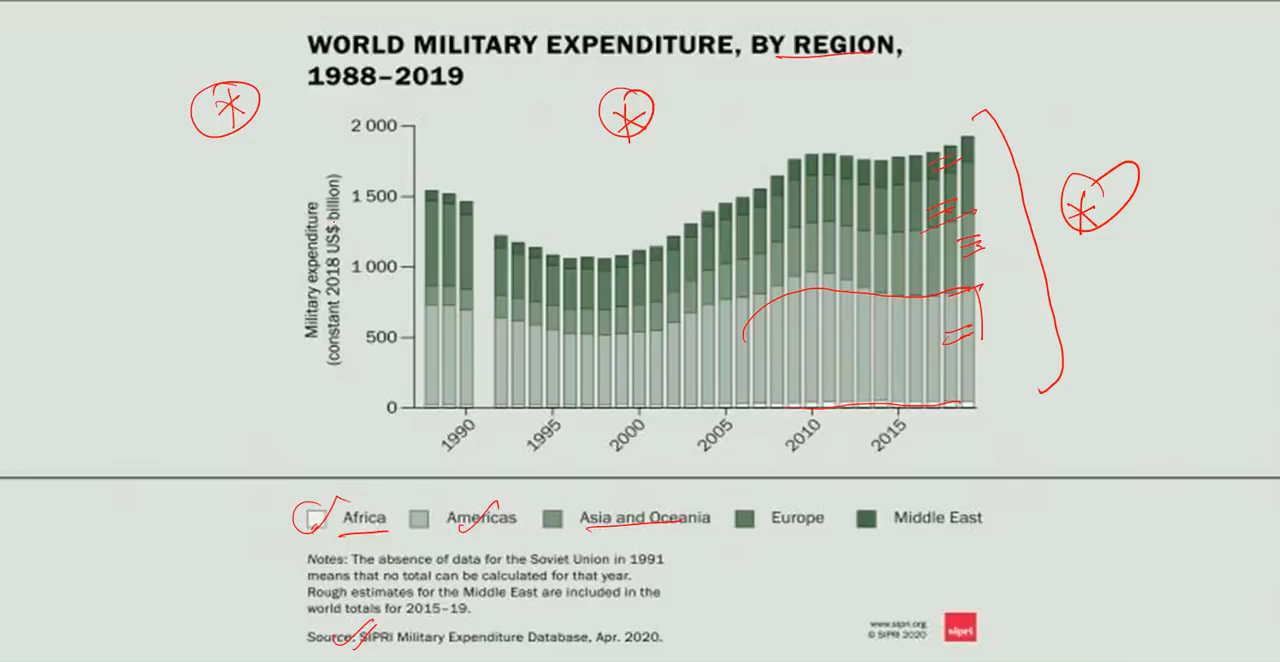 WORLD MILITARY EXPENDITURE, BY REGION,
1988–2019
Military expenditure
(constant 2018 US$ billion)
2 000
1 500
1 000
500
0
1990
1995
2000
2005
2010
2015
Africa
Americas
Asia and Oceania
Europe
Middle East
Notes: The absence of data for the Soviet Union in 1991
means that no total can be calculated for that year.
Rough estimates for the Middle East are included in the
world totals for 2015–19.
Source: SIPRI Military Expenditure Database, Apr. 2020.
www.sipri.org
© SIPRI 2020
sipri